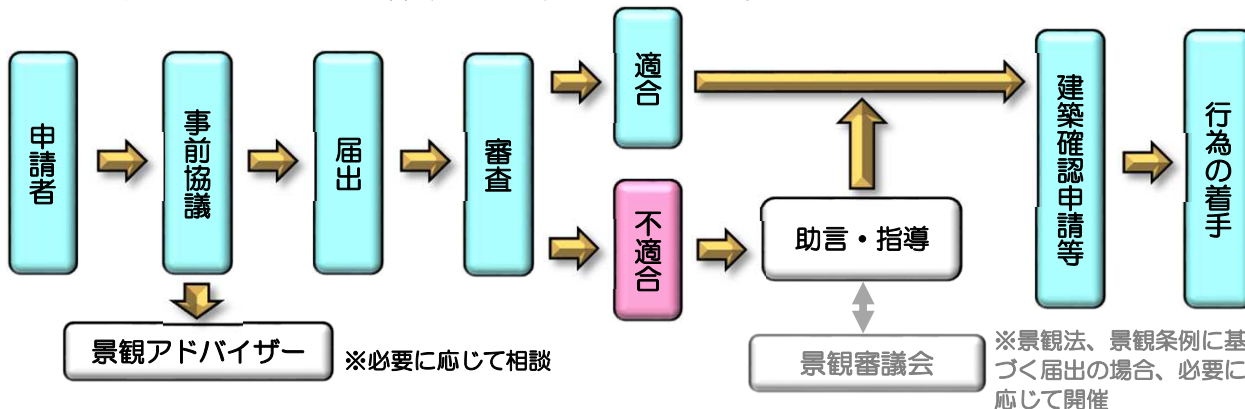 申請者
事前協議
届出
審査
適合
不適合
助言・指導
建築確認申請等
行為の着手
景観アドバイザー
※必要に応じて相談
景観審議会
※景観法、景観条例に基
づく届出の場合、必要に
応じて開催